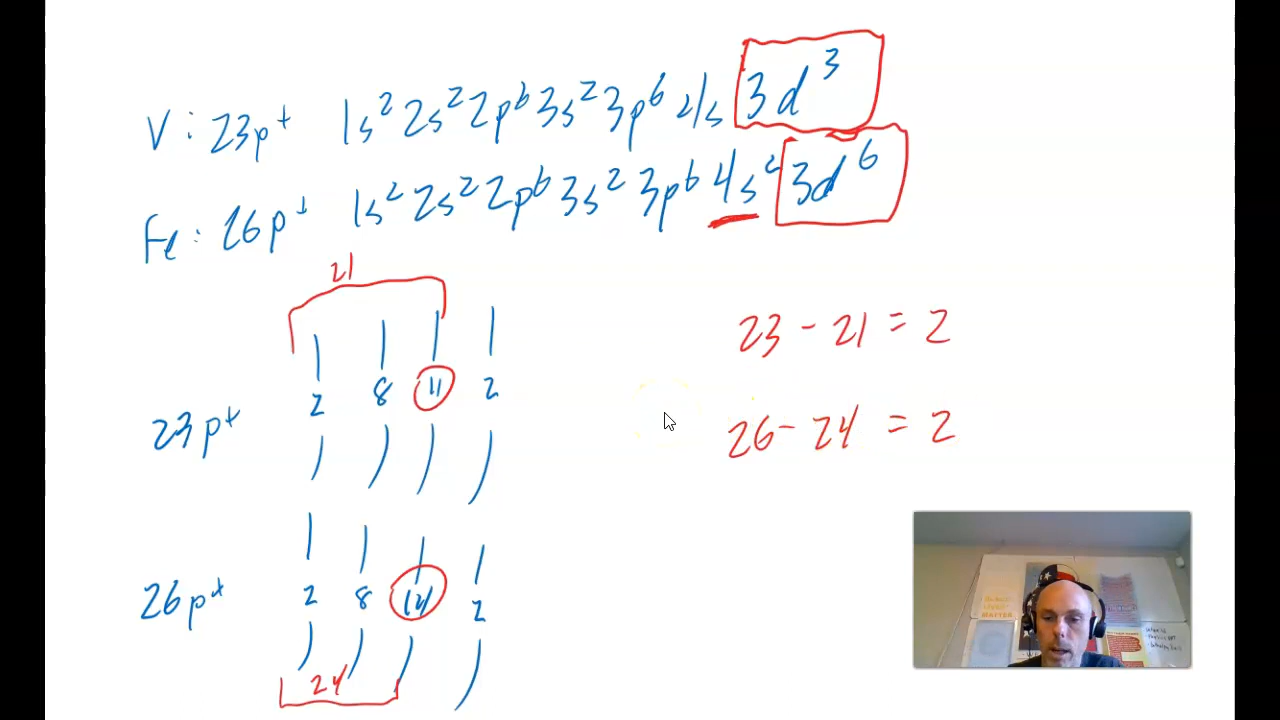 V: 23p+ 1s² 2s² 2p⁶ 3s² 3p⁶ 4s 3d³
Fe: 26p+ 1s² 2s² 2p⁶ 3s² 3p⁶ 4s² 3d⁶
21
23 - 21 = 2
23p+ 2 8 11 2
26 - 24 = 2
26p+ 2 8 14 2
24
MATTER